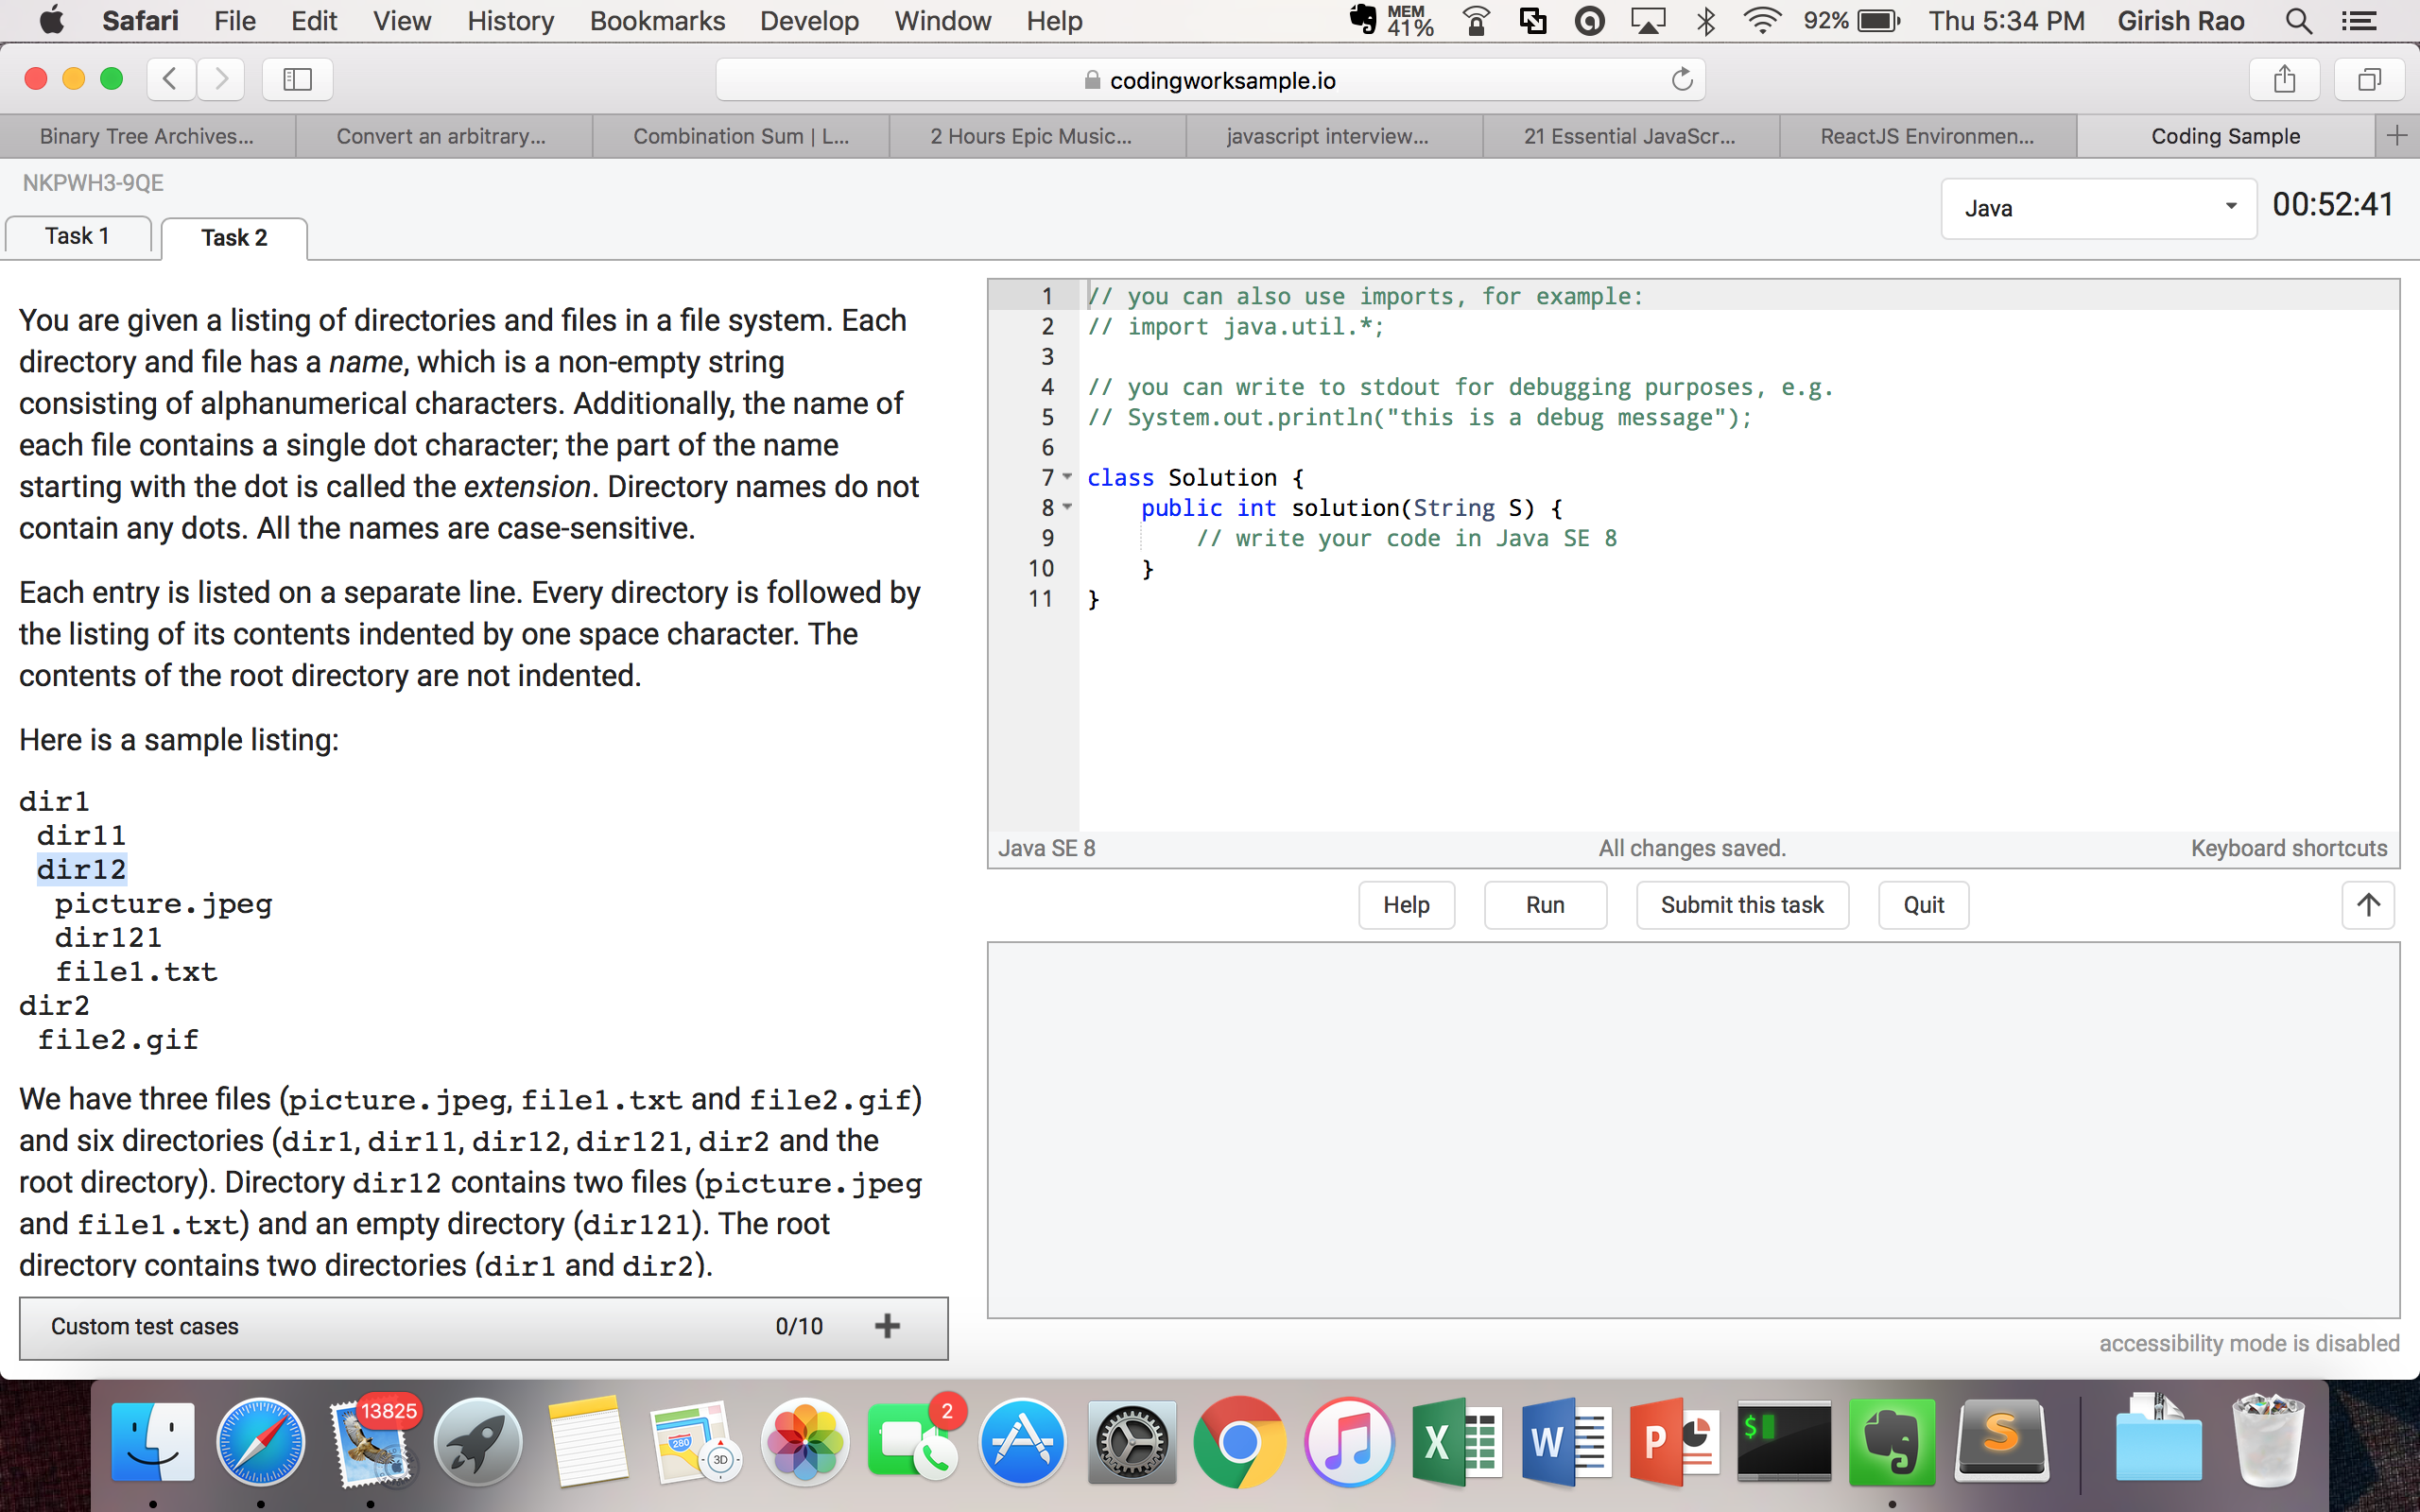 Safari File Edit View History Bookmarks Develop Window Help MEM 41% 92% Thu 5:34 PM Girish Rao
codingworksample.io
Binary Tree Archives... Convert an arbitrary... Combination Sum | L... 2 Hours Epic Music... javascript interview... 21 Essential JavaScr... ReactJS Environmen... Coding Sample
NKPWH3-9QE
Java 00:52:41
Task 1 Task 2
You are given a listing of directories and files in a file system. Each
directory and file has a name, which is a non-empty string
consisting of alphanumerical characters. Additionally, the name of
each file contains a single dot character; the part of the name
starting with the dot is called the extension. Directory names do not
contain any dots. All the names are case-sensitive.
Each entry is listed on a separate line. Every directory is followed by
the listing of its contents indented by one space character. The
contents of the root directory are not indented.
Here is a sample listing:
dir1
 dir11
 dir12
  picture.jpeg
  dir121
  file1.txt
dir2
 file2.gif
We have three files (picture.jpeg, file1.txt and file2.gif)
and six directories (dir1, dir11, dir12, dir121, dir2 and the
root directory). Directory dir12 contains two files (picture.jpeg
and file1.txt) and an empty directory (dir121). The root
directory contains two directories (dir1 and dir2).
Custom test cases 0/10 +
1 // you can also use imports, for example:
2 // import java.util.*;
3
4 // you can write to stdout for debugging purposes, e.g.
5 // System.out.println("this is a debug message");
6
7 class Solution {
8     public int solution(String S) {
9         // write your code in Java SE 8
10     }
11 }
Java SE 8 All changes saved. Keyboard shortcuts
Help Run Submit this task Quit
accessibility mode is disabled
13825 280 3D 2 X W P $ S